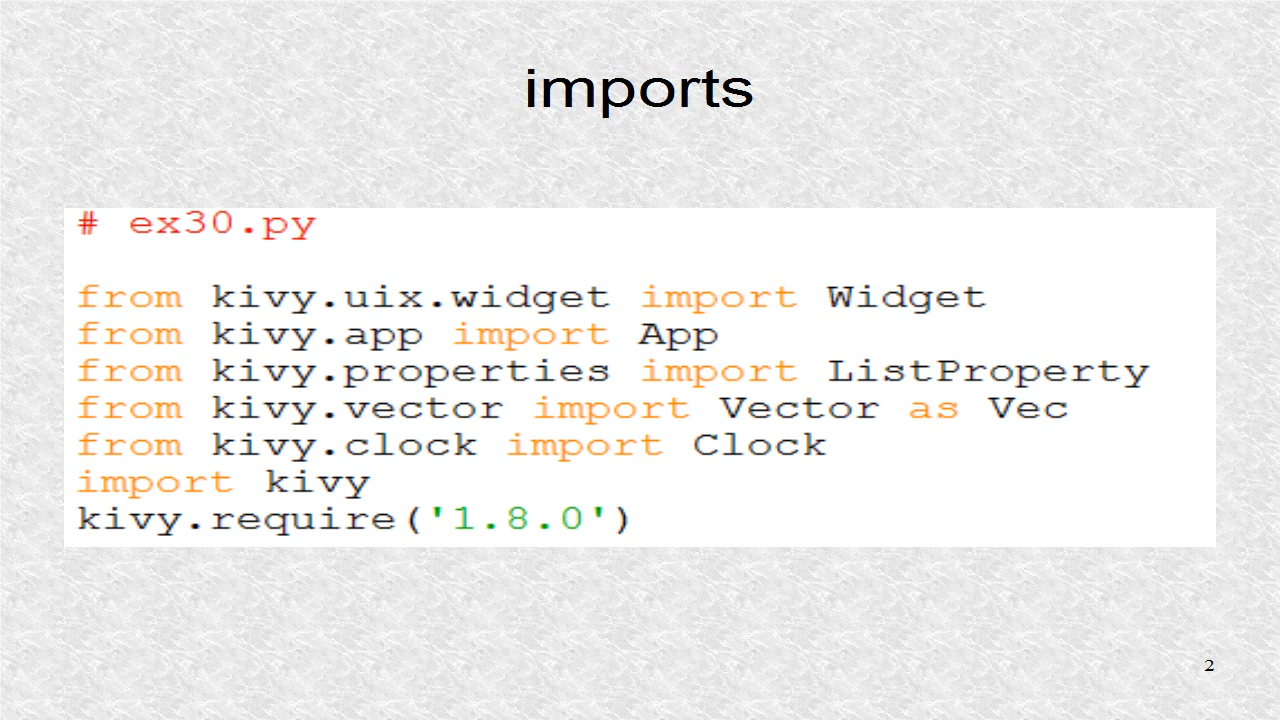 imports
# ex30.py
from kivy.uix.widget import Widget
from kivy.app import App
from kivy.properties import ListProperty
from kivy.vector import Vector as Vec
from kivy.clock import Clock
import kivy
kivy.require('1.8.0')
2